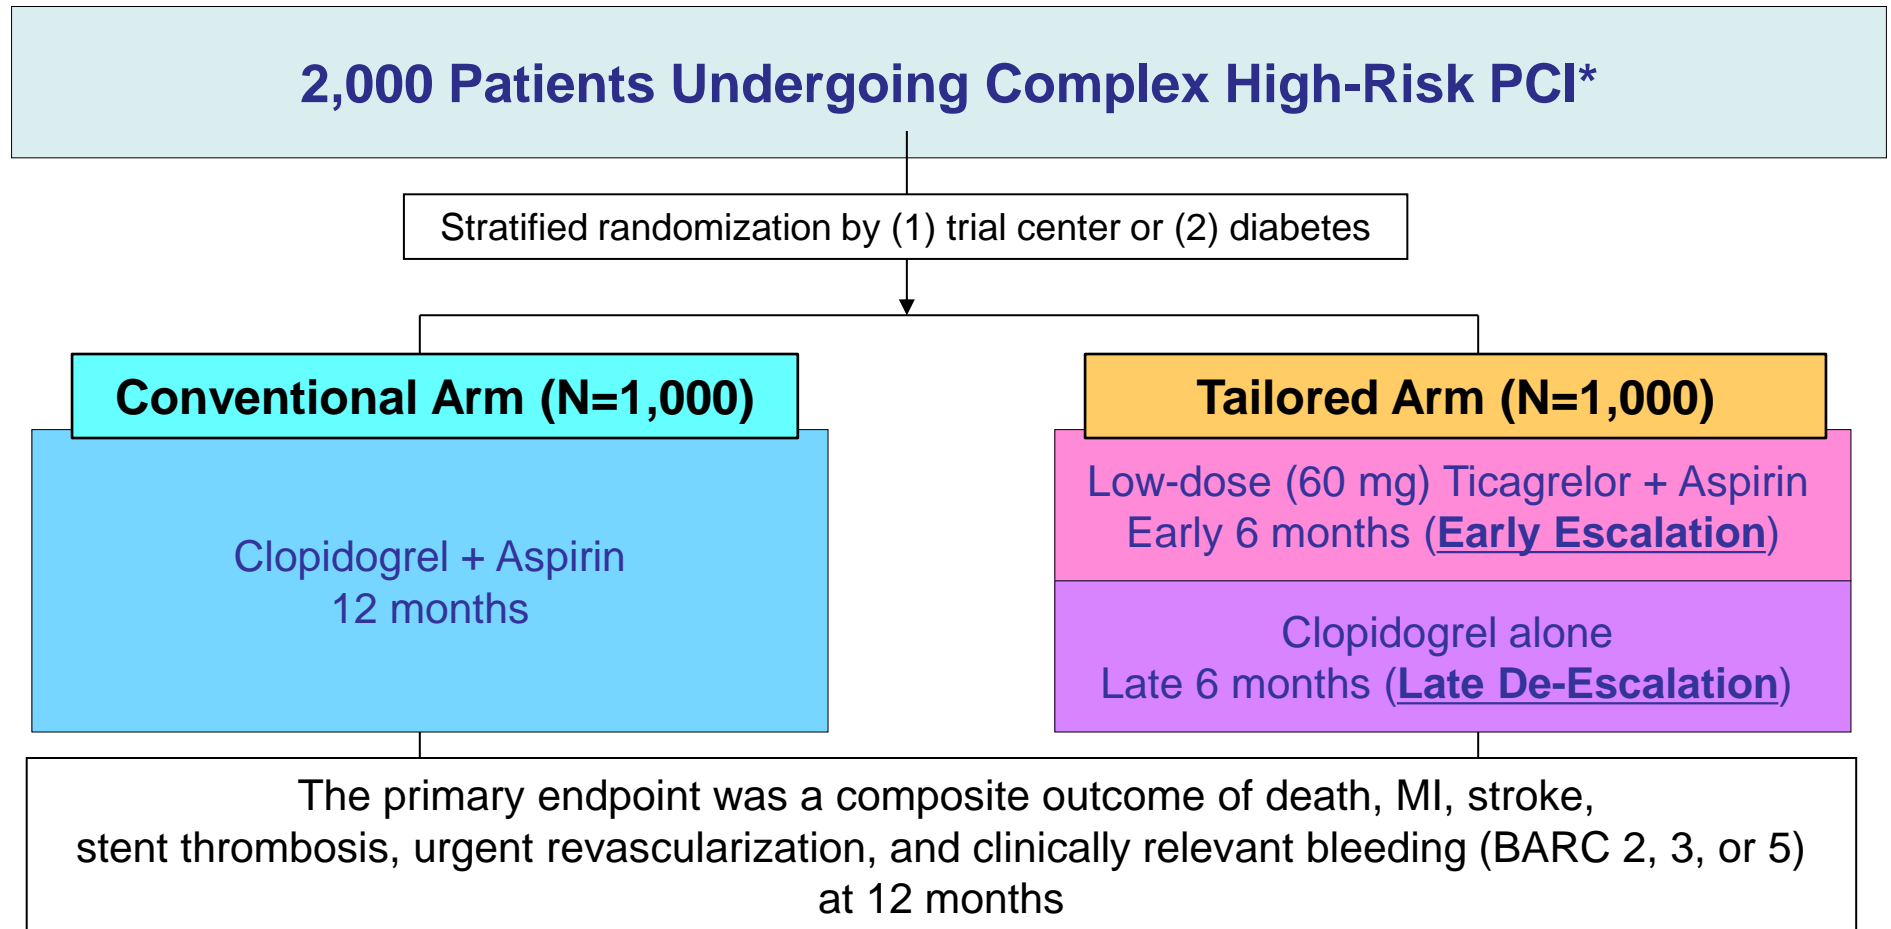 2,000 Patients Undergoing Complex High-Risk PCI*
Stratified randomization by (1) trial center or (2) diabetes
Conventional Arm (N=1,000)
Clopidogrel + Aspirin
12 months
Tailored Arm (N=1,000)
Low-dose (60 mg) Ticagrelor + Aspirin
Early 6 months (Early Escalation)
Clopidogrel alone
Late 6 months (Late De-Escalation)
The primary endpoint was a composite outcome of death, MI, stroke,
stent thrombosis, urgent revascularization, and clinically relevant bleeding (BARC 2, 3, or 5)
at 12 months